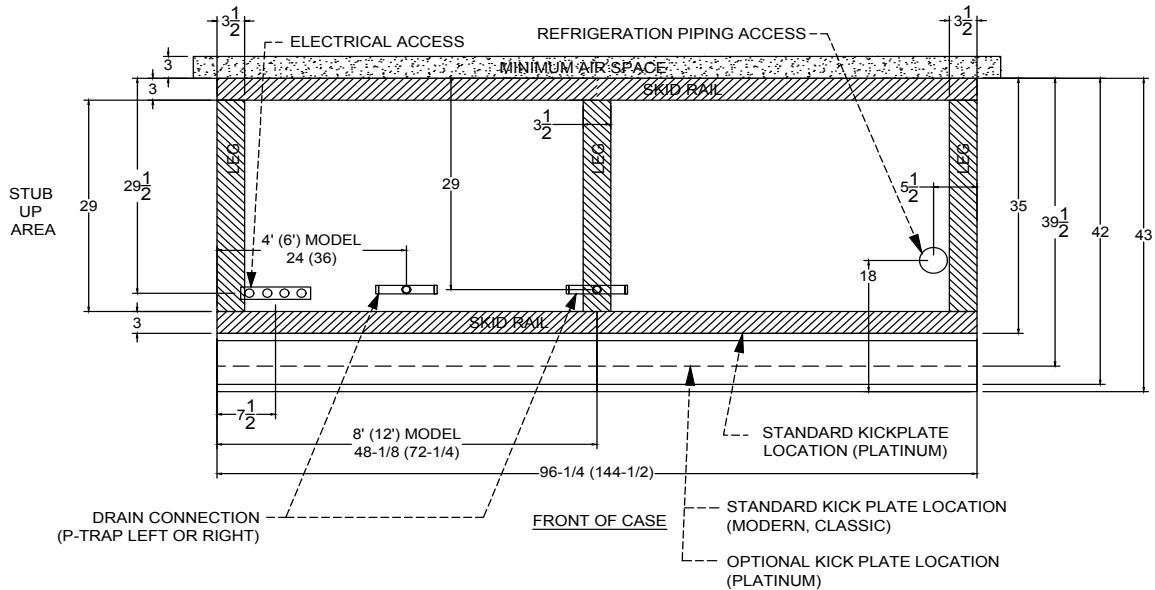 3 1/2
ELECTRICAL ACCESS
REFRIGERATION PIPING ACCESS
3 1/2
3
MINIMUM AIR SPACE
3
SKID RAIL
LEG
3 1/2
LEG
STUB
UP
AREA
29
29 1/2
29
5 1/2
35
39 1/2
42
43
4' (6') MODEL
24 (36)
18
3
SKID RAIL
7 1/2
8' (12') MODEL
48-1/8 (72-1/4)
STANDARD KICKPLATE
LOCATION (PLATINUM)
96-1/4 (144-1/2)
DRAIN CONNECTION
(P-TRAP LEFT OR RIGHT)
FRONT OF CASE
STANDARD KICK PLATE LOCATION
(MODERN, CLASSIC)
OPTIONAL KICK PLATE LOCATION
(PLATINUM)